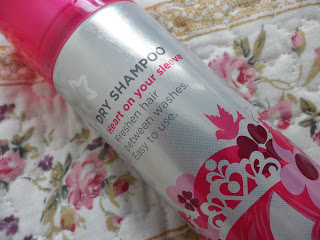 DRY SHAMPOO
Heart on your sleeve
Freshen hair
between washes.
Easy to use.